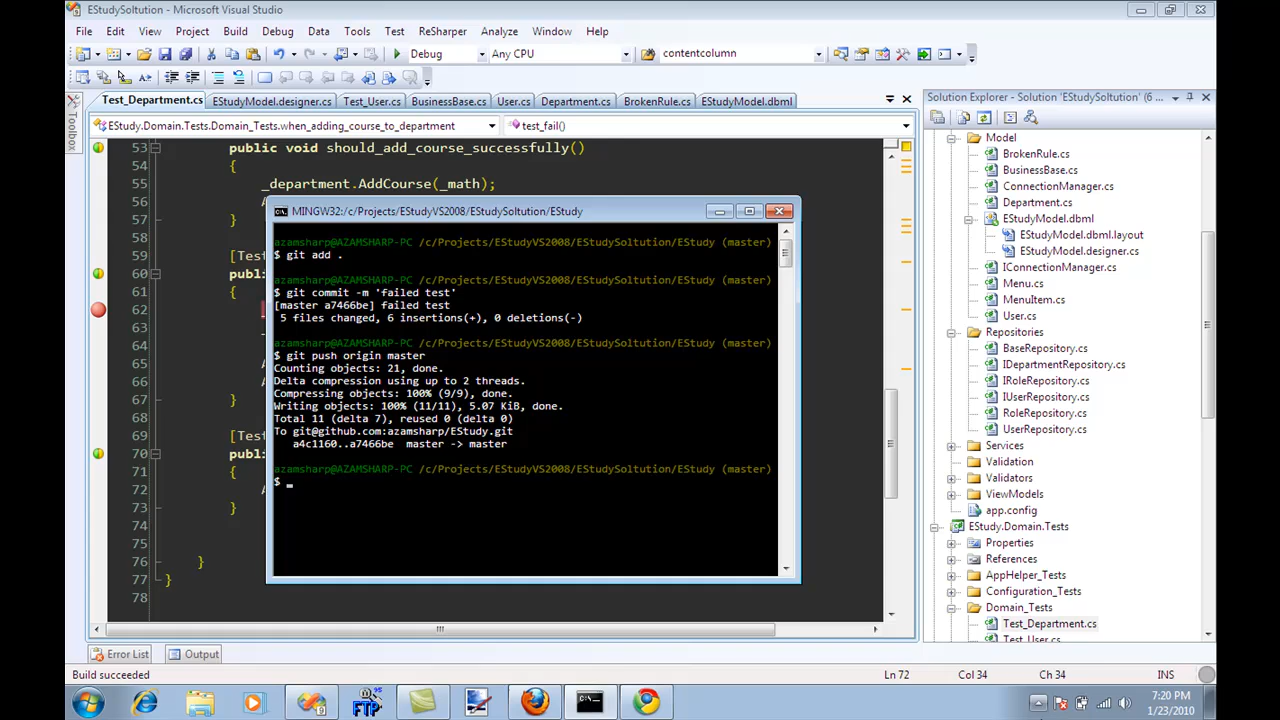 EStudySoltution - Microsoft Visual Studio
File Edit View Project Build Debug Data Tools Test ReSharper Analyze Window Help
Debug Any CPU contentcolumn
Test_Department.cs EStudyModel.designer.cs Test_User.cs BusinessBase.cs User.cs Department.cs BrokenRule.cs EStudyModel.dbml
EStudy.Domain.Tests.Domain_Tests.when_adding_course_to_department test_fail()
Toolbox
53 public void should_add_course_successfully()
54 {
55 _department.AddCourse(_math);
56 A
57 }
58
59 [Test
60 publi
61 {
62
63
64
65 A
66 A
67 }
68
69 [Test
70 publi
71 {
72 A
73 }
74
75
76 }
77 }
78
MINGW32:/c/Projects/EStudyVS2008/EStudySoltution/EStudy
azamsharp@AZAMSHARP-PC /c/Projects/EStudyVS2008/EStudySoltution/EStudy (master)
$ git add .
azamsharp@AZAMSHARP-PC /c/Projects/EStudyVS2008/EStudySoltution/EStudy (master)
$ git commit -m 'failed test'
[master a7466be] failed test
5 files changed, 6 insertions(+), 0 deletions(-)
azamsharp@AZAMSHARP-PC /c/Projects/EStudyVS2008/EStudySoltution/EStudy (master)
$ git push origin master
Counting objects: 21, done.
Delta compression using up to 2 threads.
Compressing objects: 100% (9/9), done.
Writing objects: 100% (11/11), 5.07 KiB, done.
Total 11 (delta 7), reused 0 (delta 0)
To git@github.com:azamsharp/EStudy.git
a4c1160..a7466be master -> master
azamsharp@AZAMSHARP-PC /c/Projects/EStudyVS2008/EStudySoltution/EStudy (master)
$ _
Solution Explorer - Solution 'EStudySoltution' (6 ...
Model
BrokenRule.cs
BusinessBase.cs
ConnectionManager.cs
Department.cs
EStudyModel.dbml
EStudyModel.dbml.layout
EStudyModel.designer.cs
IConnectionManager.cs
Menu.cs
MenuItem.cs
User.cs
Repositories
BaseRepository.cs
IDepartmentRepository.cs
IRoleRepository.cs
IUserRepository.cs
RoleRepository.cs
UserRepository.cs
Services
Validation
Validators
ViewModels
app.config
EStudy.Domain.Tests
Properties
References
AppHelper_Tests
Configuration_Tests
Domain_Tests
Test_Department.cs
Test_User.cs
Error List Output
Build succeeded Ln 72 Col 34 Ch 34 INS
FTP
7:20 PM
1/23/2010